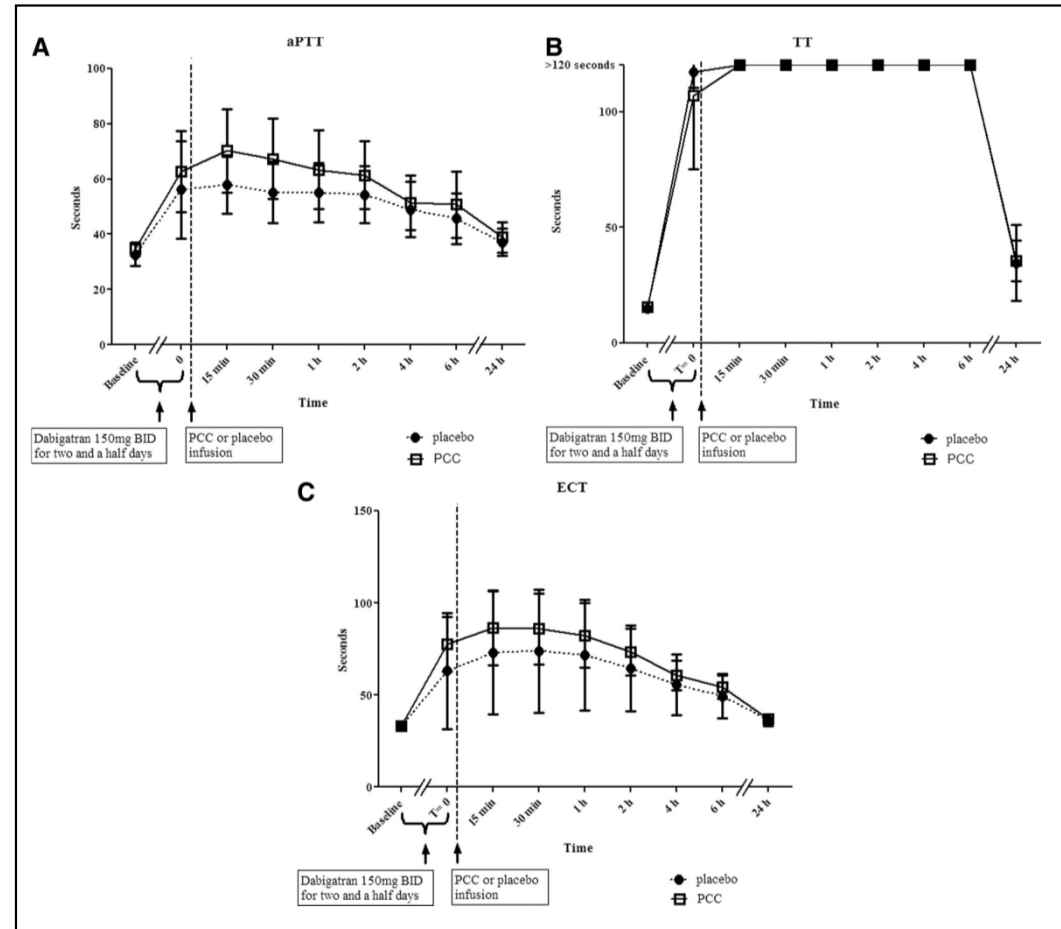 A
aPTT
100
80
60
40
20
0
Seconds
Baseline
0
15 min
30 min
1 h
2 h
4 h
6 h
24 h
Time
Dabigatran 150mg BID
for two and a half days
PCC or placebo
infusion
placebo
PCC
B
TT
>120 seconds
100
50
0
Seconds
Baseline
T= 0
15 min
30 min
1 h
2 h
4 h
6 h
24 h
Time
Dabigatran 150mg BID
for two and a half days
PCC or placebo
infusion
placebo
PCC
C
ECT
150
100
50
0
Seconds
Baseline
T= 0
15 min
30 min
1 h
2 h
4 h
6 h
24 h
Time
Dabigatran 150mg BID
for two and a half days
PCC or placebo
infusion
placebo
PCC